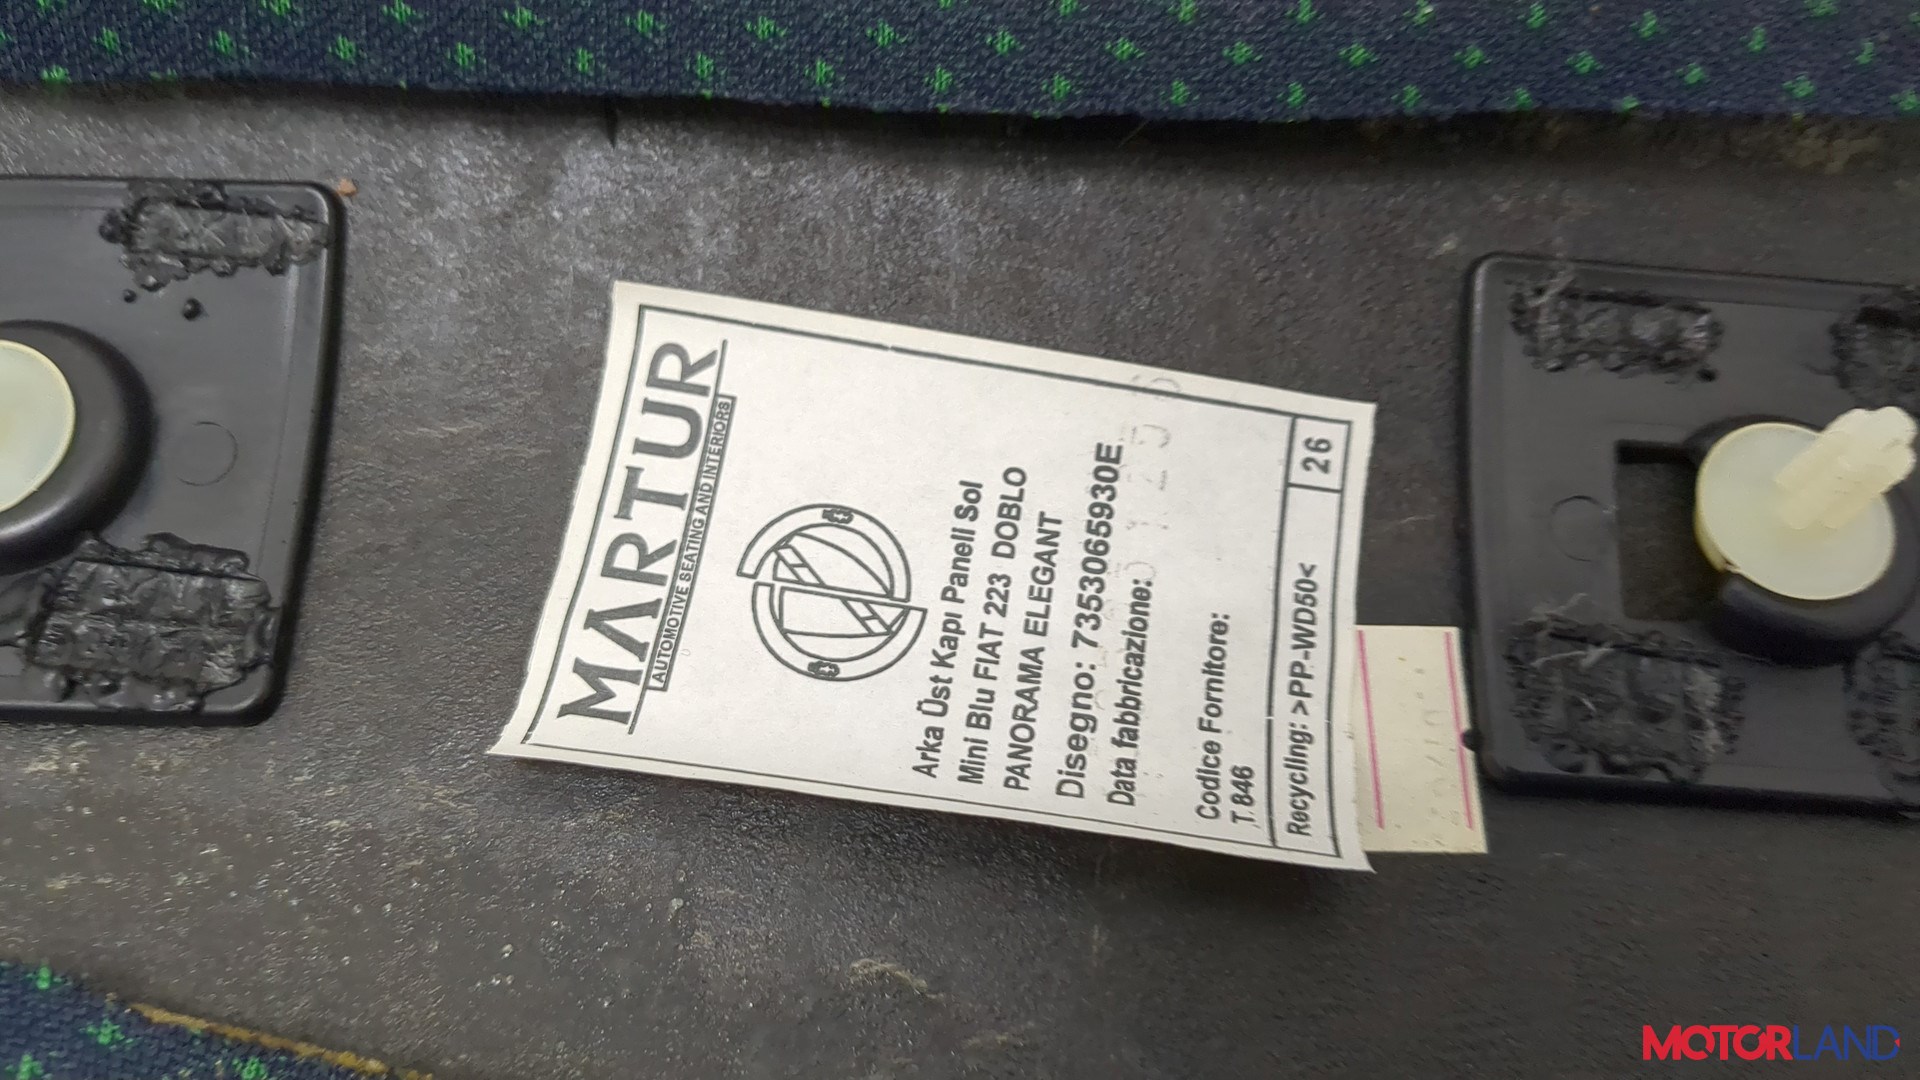 MARTUR
AUTOMOTIVE SEATING AND INTERIORS
Arka Üst Kapı Paneli Sol
Mini Blu FIAT 223 DOBLO
PANORAMA ELEGANT
Disegno: 7353065930E
Data fabbricazione:
Codice Fornitore:
T. 846
Recycling: >PP-WD50<
26
MOTORLAND